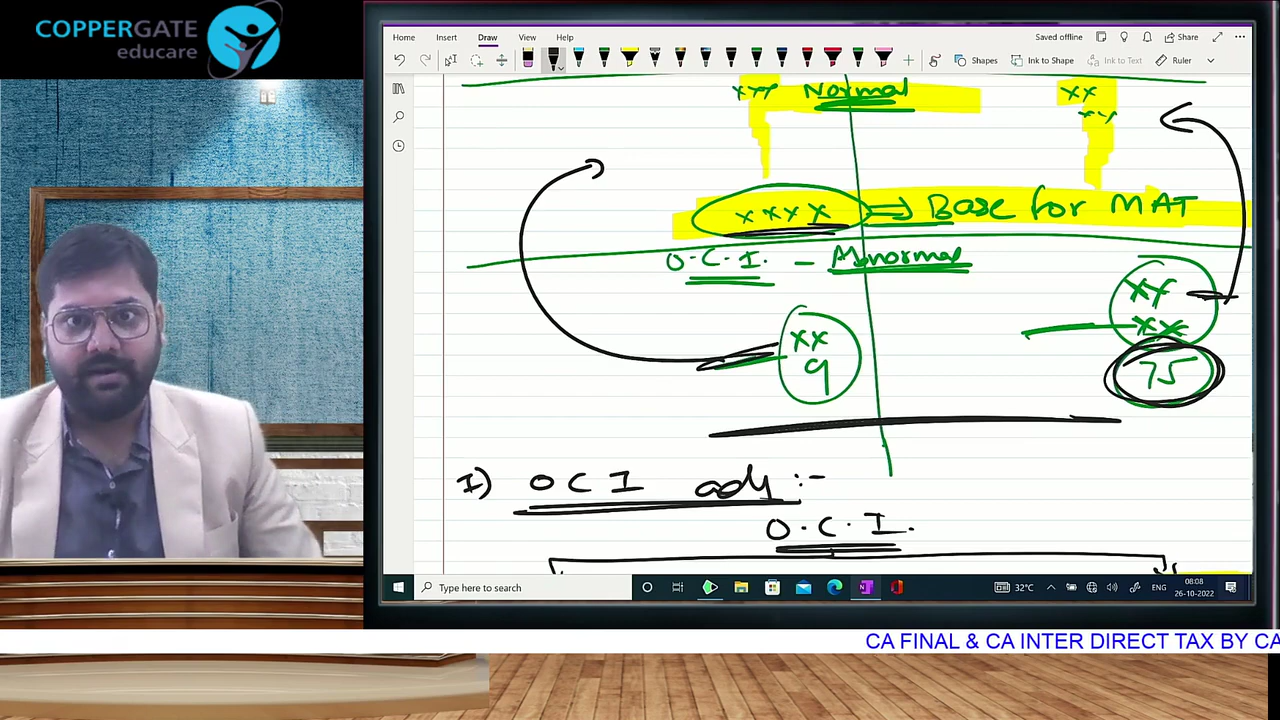 COPPERGATE
educare
Home Insert Draw View Help
Saved offline
Share
Shapes
Ink to Shape
Ink to Text
Ruler
xxx Normal xx
xxx
xxxx ⇒ Base for MAT
O.C.I. - Abnormal
xx
xx
xx
9
75
I) OCI adj :-
O.C.I.
Type here to search
32°C
ENG
08:08
26-10-2022
CA FINAL & CA INTER DIRECT TAX BY CA